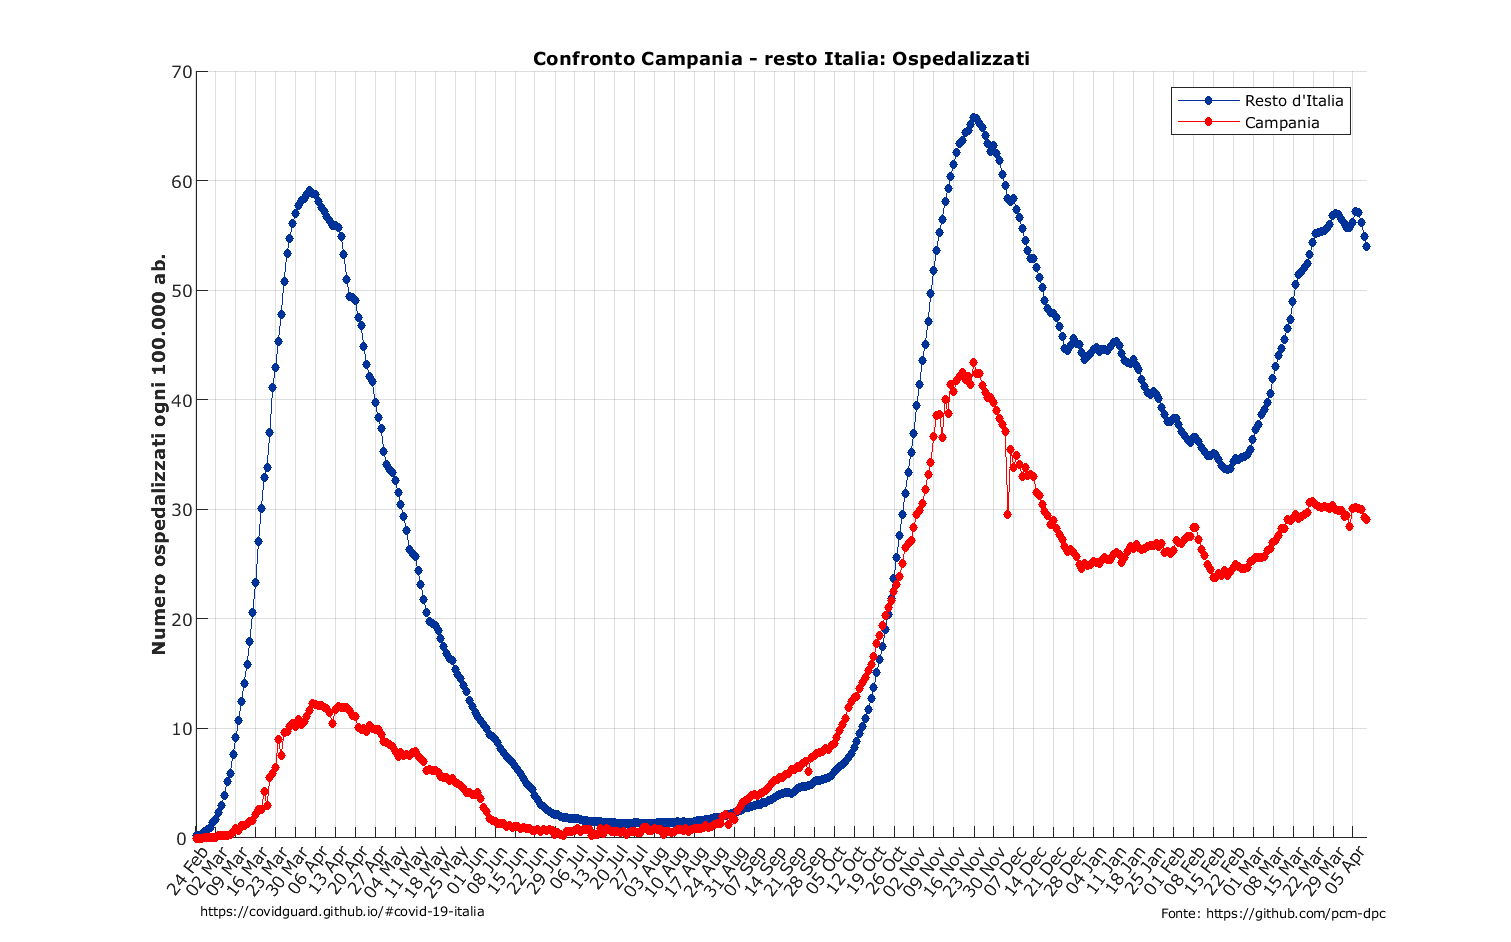 Confronto Campania - resto Italia: Ospedalizzati
Numero ospedalizzati ogni 100.000 ab.
70
60
50
40
30
20
10
0
Resto d'Italia
Campania
24 Feb
02 Mar
09 Mar
16 Mar
23 Mar
30 Mar
06 Apr
13 Apr
20 Apr
27 Apr
04 May
11 May
18 May
25 May
01 Jun
08 Jun
15 Jun
22 Jun
29 Jun
06 Jul
13 Jul
20 Jul
27 Jul
03 Aug
10 Aug
17 Aug
24 Aug
31 Aug
07 Sep
14 Sep
21 Sep
28 Sep
05 Oct
12 Oct
19 Oct
26 Oct
02 Nov
09 Nov
16 Nov
23 Nov
30 Nov
07 Dec
14 Dec
21 Dec
28 Dec
04 Jan
11 Jan
18 Jan
25 Jan
01 Feb
08 Feb
15 Feb
22 Feb
01 Mar
08 Mar
15 Mar
22 Mar
29 Mar
05 Apr
https://covidguard.github.io/#covid-19-italia
Fonte: https://github.com/pcm-dpc